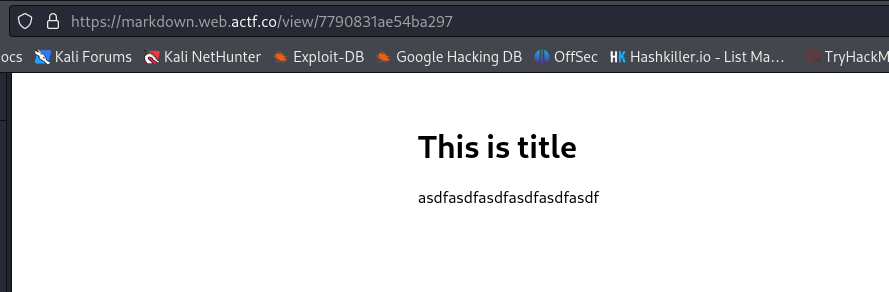 https://markdown.web.actf.co/view/7790831ae54ba297
ocs Kali Forums Kali NetHunter Exploit-DB Google Hacking DB OffSec HK Hashkiller.io - List Ma… TryHackM
This is title
asdfasdfasdfasdfasdfasdf